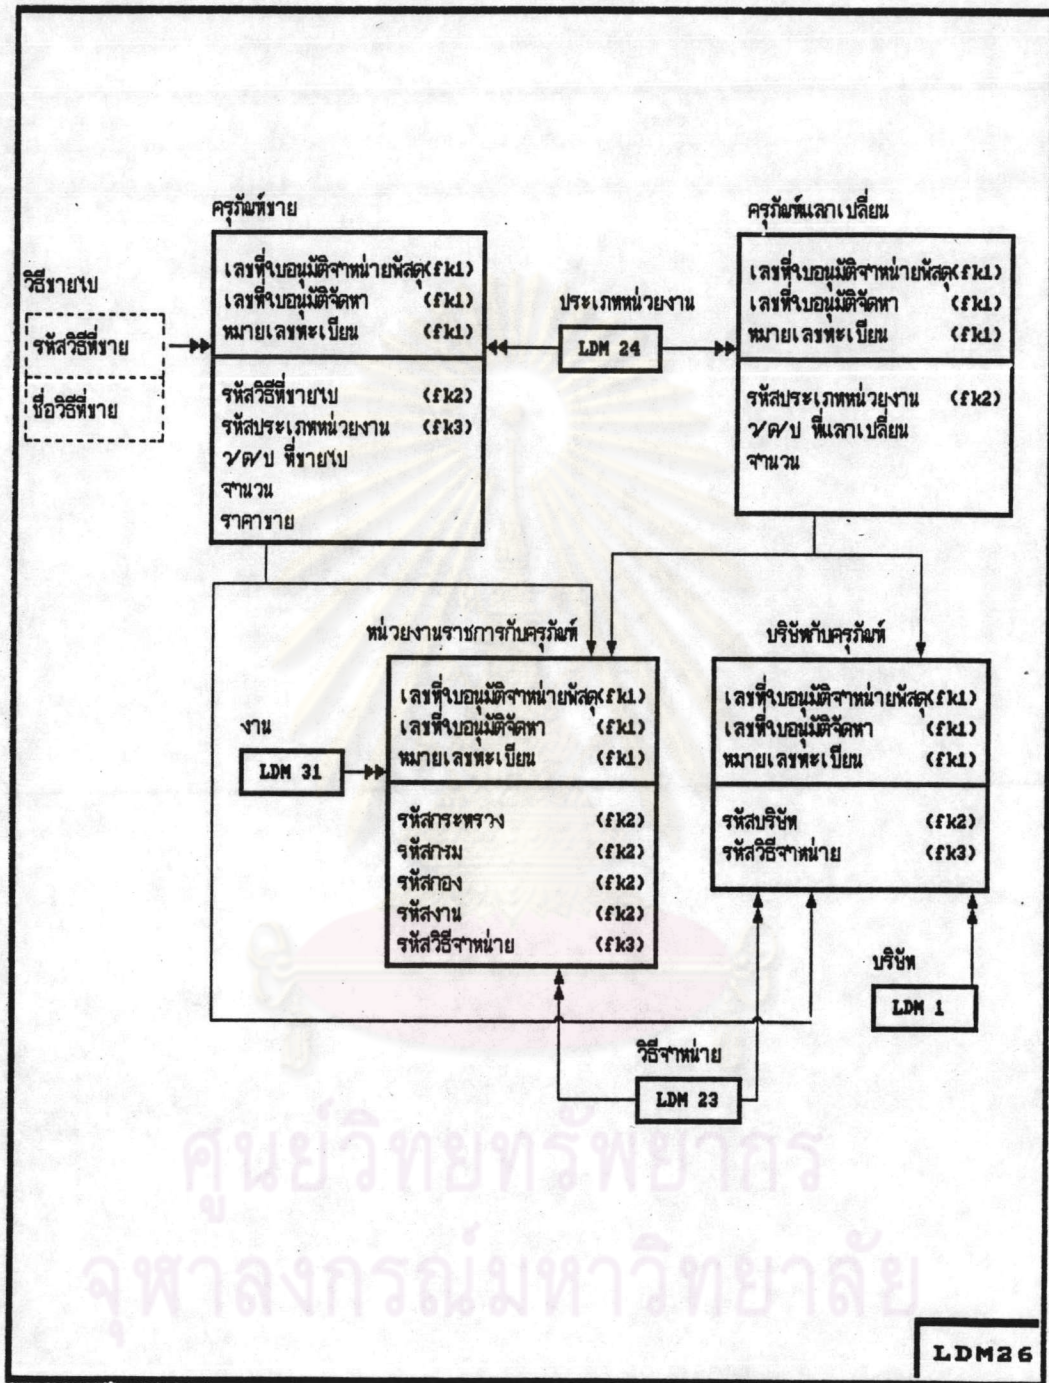 ครุภัณฑ์ขาย
เลขที่ใบอนุมัติจำหน่ายพัสดุ(fk1)
เลขที่ใบอนุมัติจัดหา (fk1)
หมายเลขทะเบียน (fk1)
รหัสวิธีที่ขายไป (fk2)
รหัสประเภทหน่วยงาน (fk3)
ว/ด/ป ที่ขายไป
จำนวน
ราคาขาย
วิธีขายไป
รหัสวิธีที่ขาย
ชื่อวิธีที่ขาย
ประเภทหน่วยงาน
LDM 24
ครุภัณฑ์แลกเปลี่ยน
เลขที่ใบอนุมัติจำหน่ายพัสดุ(fk1)
เลขที่ใบอนุมัติจัดหา (fk1)
หมายเลขทะเบียน (fk1)
รหัสประเภทหน่วยงาน (fk2)
ว/ด/ป ที่แลกเปลี่ยน
จำนวน
หน่วยงานราชการกับครุภัณฑ์
เลขที่ใบอนุมัติจำหน่ายพัสดุ(fk1)
เลขที่ใบอนุมัติจัดหา (fk1)
หมายเลขทะเบียน (fk1)
รหัสกระทรวง (fk2)
รหัสกรม (fk2)
รหัสกอง (fk2)
รหัสงาน (fk2)
รหัสวิธีจำหน่าย (fk3)
งาน
LDM 31
บริษัทกับครุภัณฑ์
เลขที่ใบอนุมัติจำหน่ายพัสดุ(fk1)
เลขที่ใบอนุมัติจัดหา (fk1)
หมายเลขทะเบียน (fk1)
รหัสบริษัท (fk2)
รหัสวิธีจำหน่าย (fk3)
บริษัท
LDM 1
วิธีจำหน่าย
LDM 23
ศูนย์วิทยทรัพยากร
จุฬาลงกรณ์มหาวิทยาลัย
LDM26